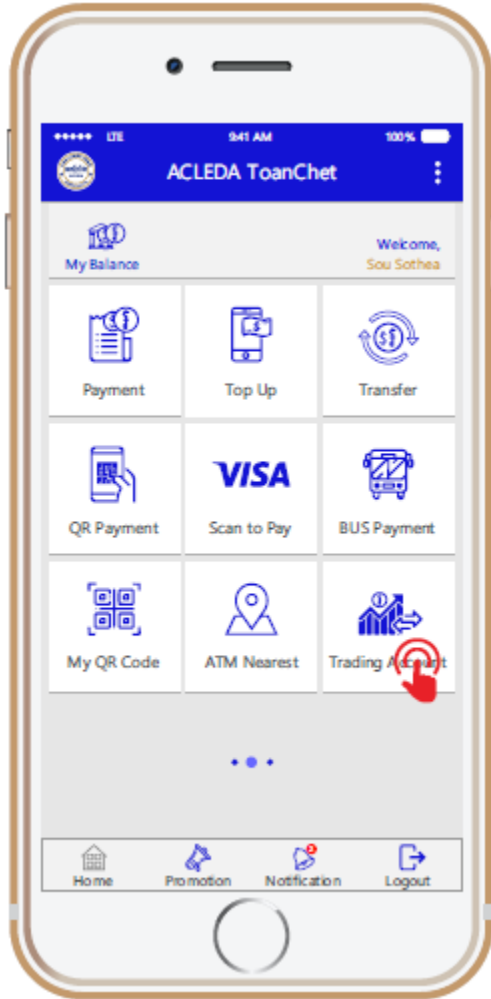 LTE 9:41 AM 100%
ACLEDA ToanChet
My Balance
Welcome,
Sou Sothea
Payment Top Up Transfer
VISA
QR Payment Scan to Pay BUS Payment
My QR Code ATM Nearest Trading Account
Home Promotion Notification Logout